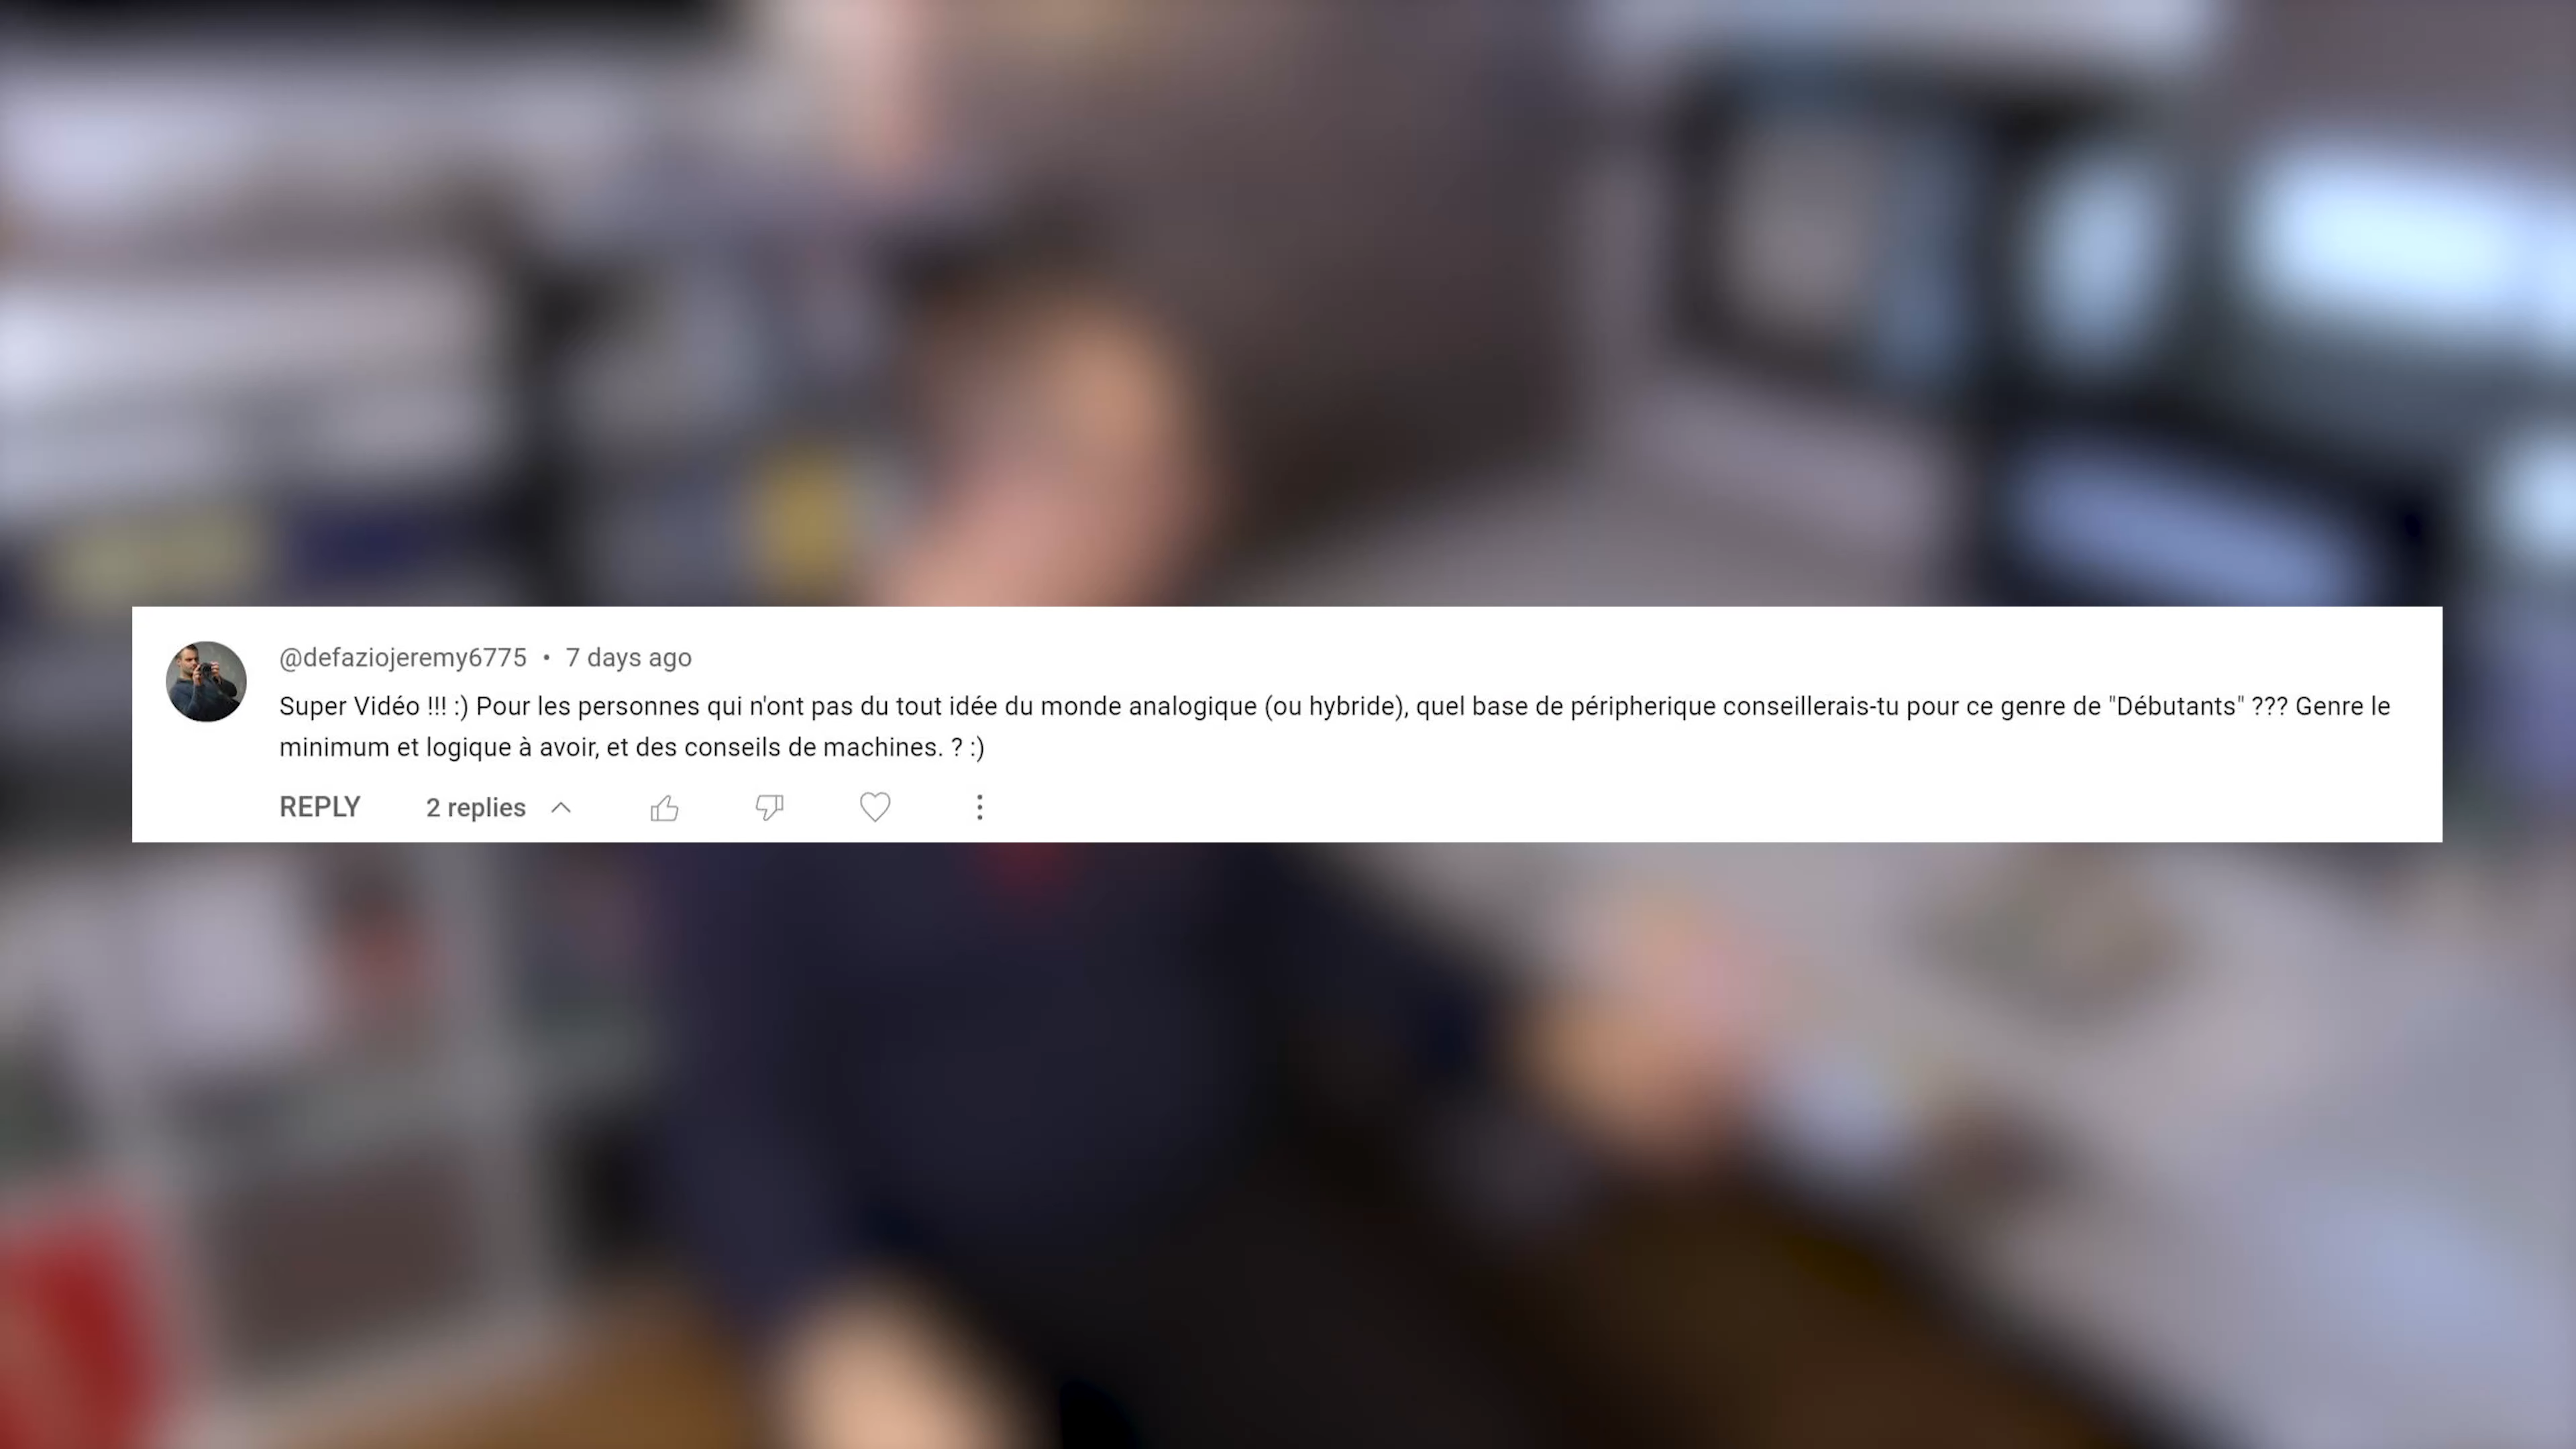 @defaziojeremy6775 • 7 days ago
Super Vidéo !!! :) Pour les personnes qui n'ont pas du tout idée du monde analogique (ou hybride), quel base de péripherique conseillerais-tu pour ce genre de "Débutants" ??? Genre le
minimum et logique à avoir, et des conseils de machines. ? :)
REPLY 2 replies